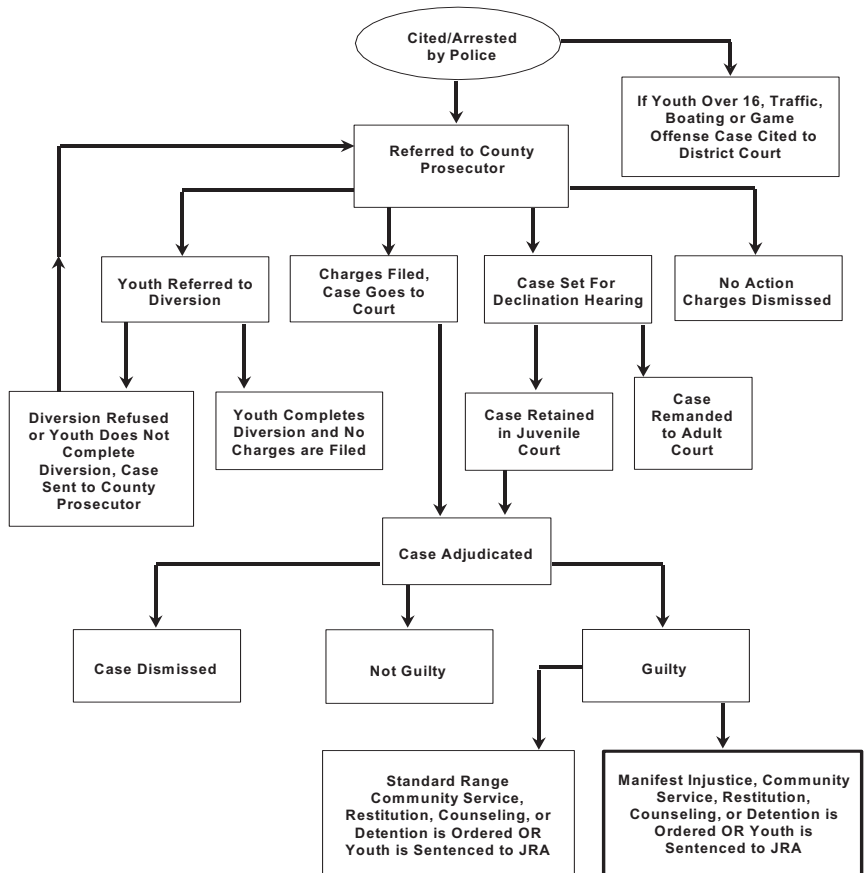 Cited/Arrested
by Police
If Youth Over 16, Traffic,
Boating or Game
Offense Case Cited to
District Court
Referred to County
Prosecutor
Youth Referred to
Diversion
Charges Filed,
Case Goes to
Court
Case Set For
Declination Hearing
No Action
Charges Dismissed
Diversion Refused
or Youth Does Not
Complete
Diversion, Case
Sent to County
Prosecutor
Youth Completes
Diversion and No
Charges are Filed
Case Retained
in Juvenile
Court
Case
Remanded
to Adult
Court
Case Adjudicated
Case Dismissed
Not Guilty
Guilty
Standard Range
Community Service,
Restitution, Counseling, or
Detention is Ordered OR
Youth is Sentenced to JRA
Manifest Injustice, Community
Service, Restitution,
Counseling, or Detention is
Ordered OR Youth is
Sentenced to JRA